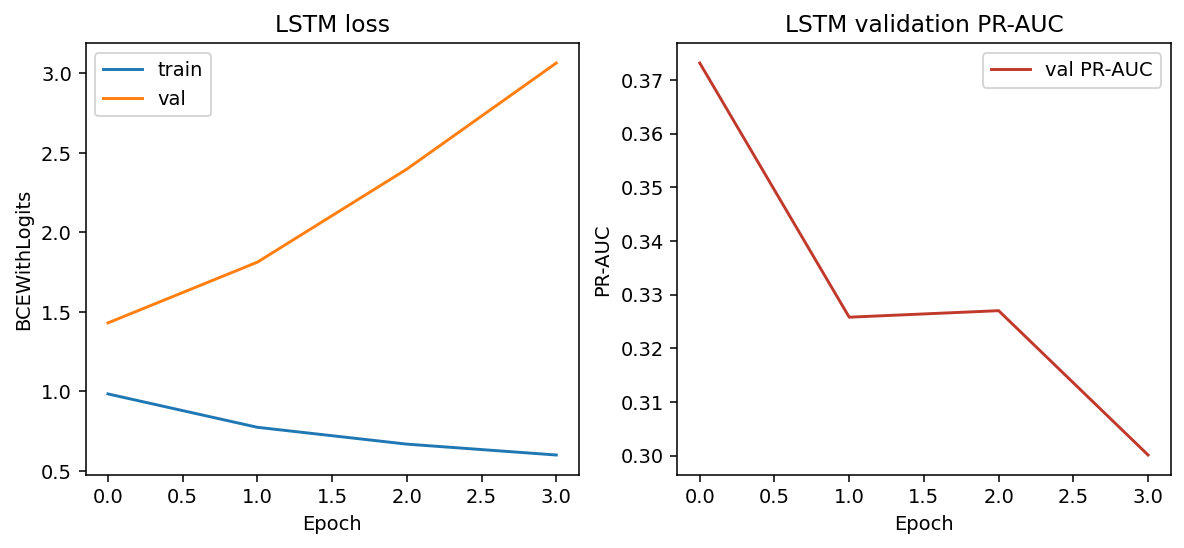 LSTM loss
train
val
3.0
2.5
2.0
1.5
1.0
0.5
BCEWithLogits
0.0 0.5 1.0 1.5 2.0 2.5 3.0
Epoch
LSTM validation PR-AUC
val PR-AUC
0.37
0.36
0.35
0.34
0.33
0.32
0.31
0.30
PR-AUC
0.0 0.5 1.0 1.5 2.0 2.5 3.0
Epoch